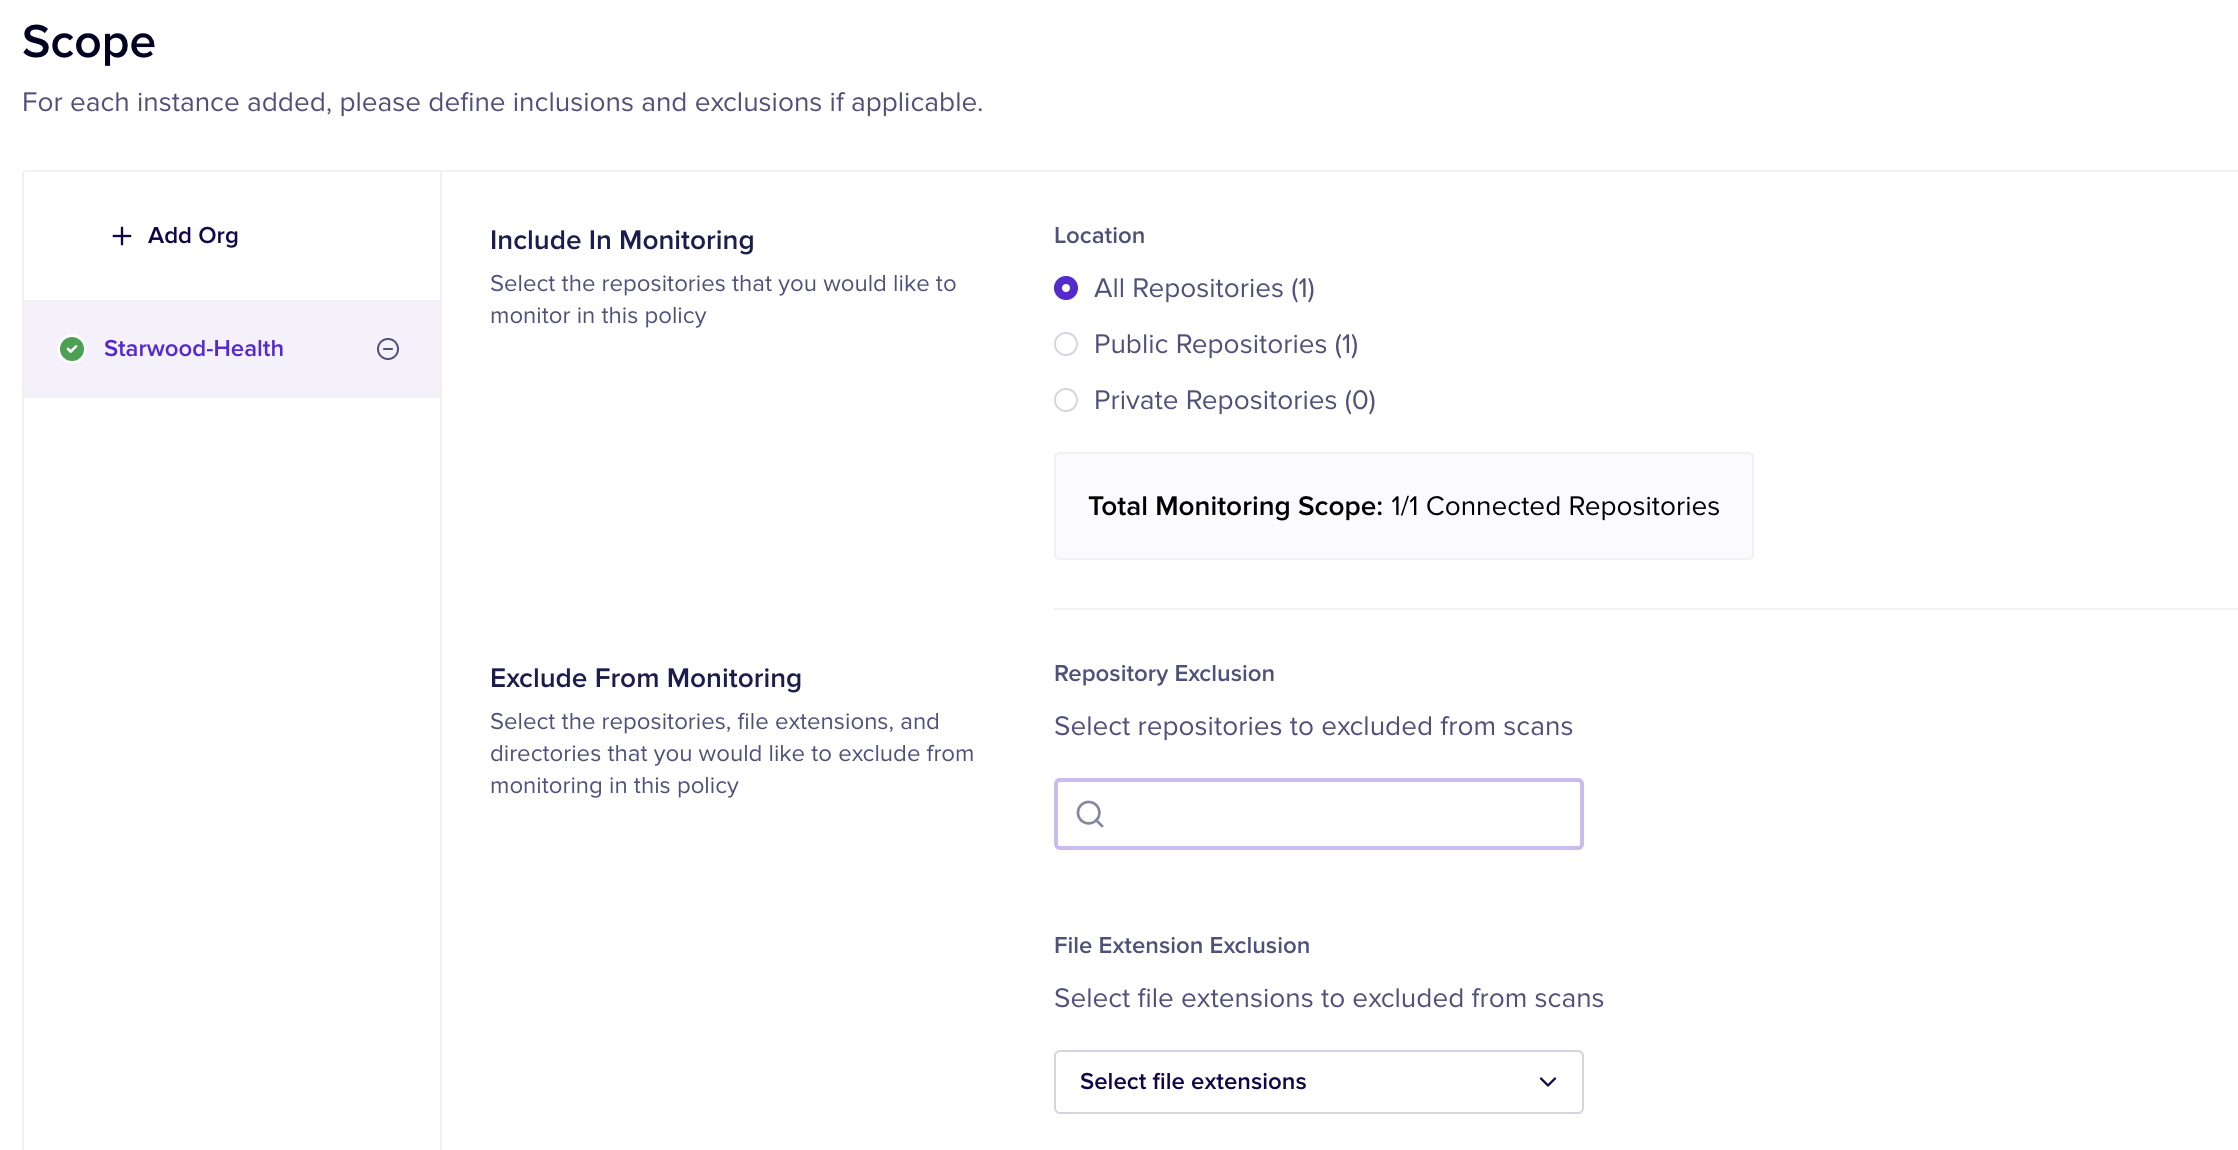 Scope
For each instance added, please define inclusions and exclusions if applicable.
Add Org
Starwood-Health
Include In Monitoring
Select the repositories that you would like to
monitor in this policy
Location
All Repositories (1)
Public Repositories (1)
Private Repositories (0)
Total Monitoring Scope: 1/1 Connected Repositories
Exclude From Monitoring
Select the repositories, file extensions, and
directories that you would like to exclude from
monitoring in this policy
Repository Exclusion
Select repositories to excluded from scans
File Extension Exclusion
Select file extensions to excluded from scans
Select file extensions